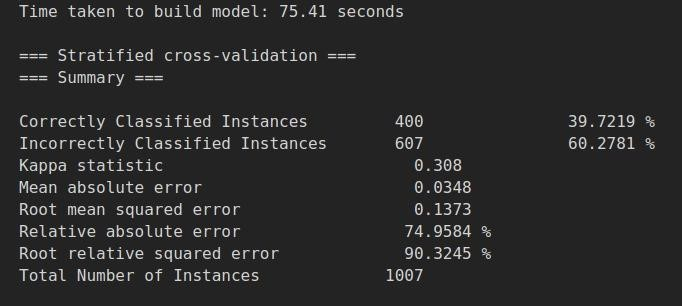 Time taken to build model: 75.41 seconds
=== Stratified cross-validation ===
=== Summary ===
Correctly Classified Instances 400 39.7219 %
Incorrectly Classified Instances 607 60.2781 %
Kappa statistic 0.308
Mean absolute error 0.0348
Root mean squared error 0.1373
Relative absolute error 74.9584 %
Root relative squared error 90.3245 %
Total Number of Instances 1007